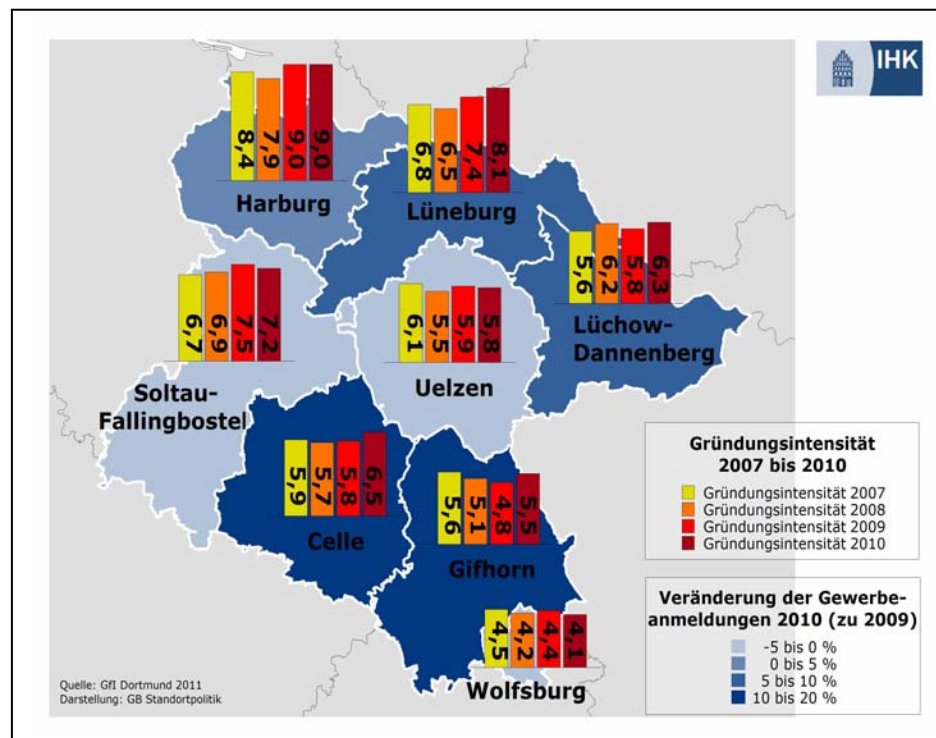 IHK
8,4
7,9
9,0
9,0
Harburg
6,8
6,5
7,4
8,1
Lüneburg
5,6
6,2
5,8
6,3
Lüchow-
Dannenberg
6,7
6,9
7,5
7,2
Soltau-
Fallingbostel
6,1
5,5
5,9
5,8
Uelzen
5,9
5,7
5,8
6,5
Celle
5,6
5,1
4,8
5,5
Gifhorn
4,5
4,2
4,4
4,1
Wolfsburg
Gründungsintensität
2007 bis 2010
Gründungsintensität 2007
Gründungsintensität 2008
Gründungsintensität 2009
Gründungsintensität 2010
Veränderung der Gewerbe-
anmeldungen 2010 (zu 2009)
-5 bis 0 %
0 bis 5 %
5 bis 10 %
10 bis 20 %
Quelle: GfI Dortmund 2011
Darstellung: GB Standortpolitik